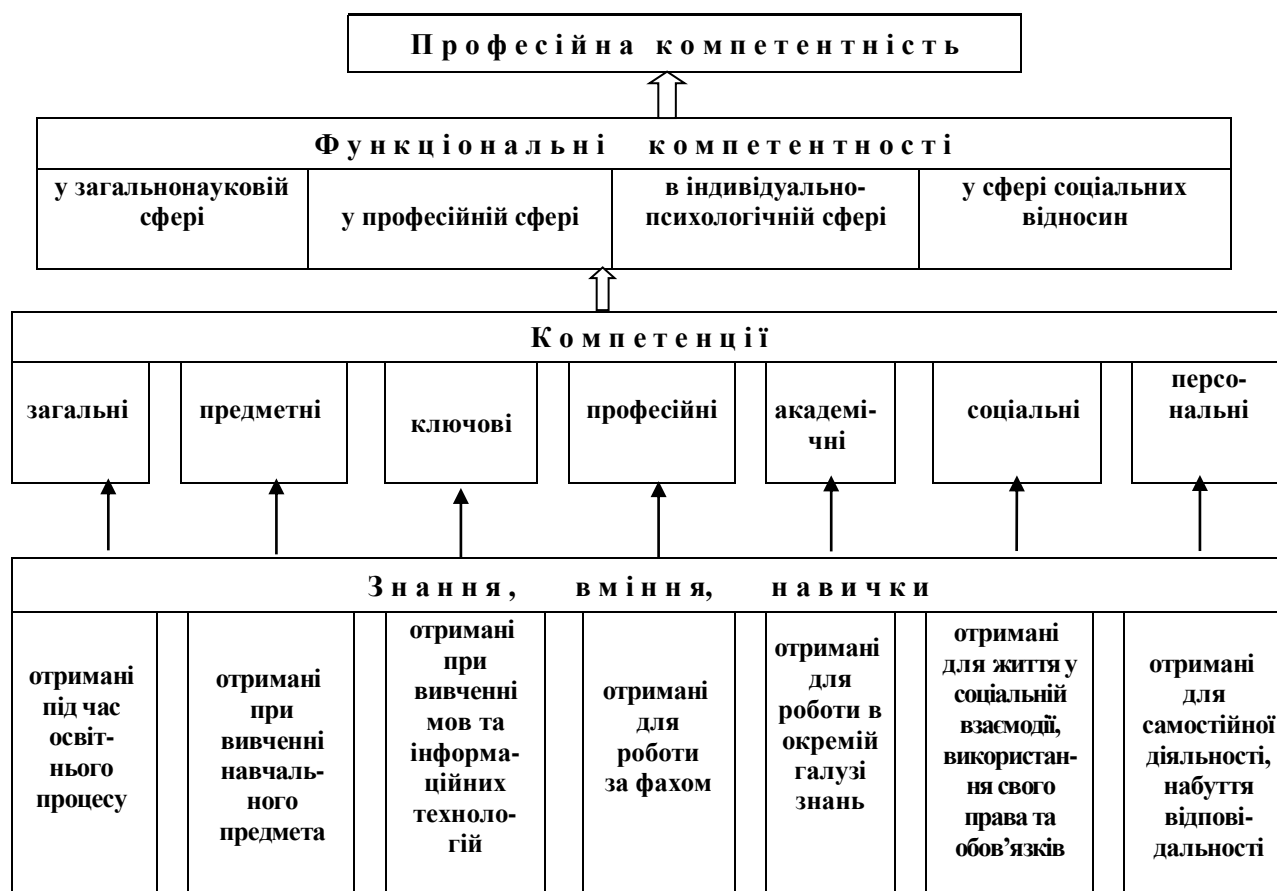 Професійна компетентність
Функціональні компетентності
у загальнонауковій
сфері
у професійній сфері
в індивідуально-
психологічній сфері
у сфері соціальних
відносин
Компетенції
загальні
предметні
ключові
професійні
академі-
чні
соціальні
персо-
нальні
Знання, вміння, навички
отримані
під час
освіт-
нього
процесу
отримані
при
вивченні
навчаль-
ного
предмета
отримані
при
вивченні
мов та
інформа-
ційних
техноло-
гій
отримані
для
роботи
за фахом
отримані
для
роботи в
окремій
галузі
знань
отримані
для життя у
соціальній
взаємодії,
використан-
ня свого
права та
обов’язків
отримані
для
самостійної
діяльності,
набуття
відпові-
дальності